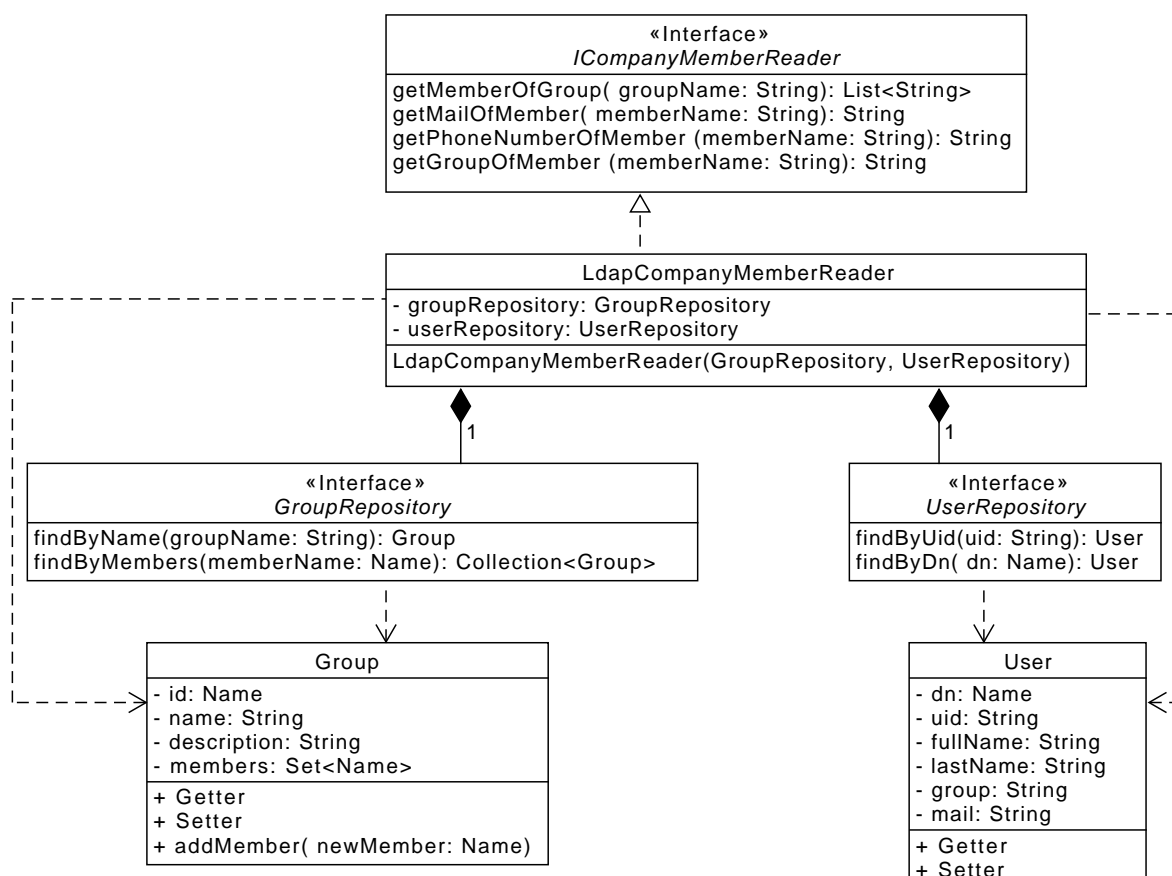 «Interface»
ICompanyMemberReader
getMemberOfGroup( groupName: String): List<String>
getMailOfMember( memberName: String): String
getPhoneNumberOfMember (memberName: String): String
getGroupOfMember (memberName: String): String
LdapCompanyMemberReader
- groupRepository: GroupRepository
- userRepository: UserRepository
LdapCompanyMemberReader(GroupRepository, UserRepository)
1
1
«Interface»
GroupRepository
findByName(groupName: String): Group
findByMembers(memberName: Name): Collection<Group>
«Interface»
UserRepository
findByUid(uid: String): User
findByDn( dn: Name): User
Group
- id: Name
- name: String
- description: String
- members: Set<Name>
+ Getter
+ Setter
+ addMember( newMember: Name)
User
- dn: Name
- uid: String
- fullName: String
- lastName: String
- group: String
- mail: String
+ Getter
+ Setter